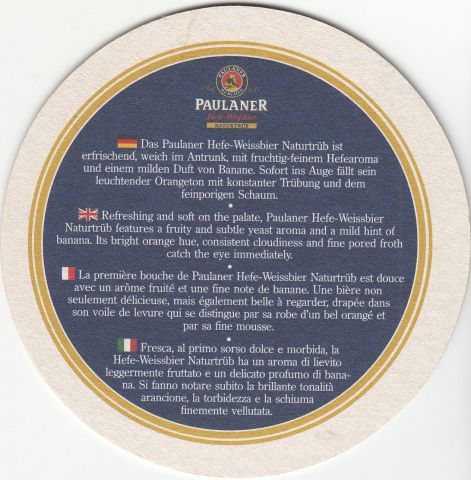 PAULANER
MÜNCHEN
PAULANER
Hefe-Weißbier
NATURTRÜB
Das Paulaner Hefe-Weissbier Naturtrüb ist
erfrischend, weich im Antrunk, mit fruchtig-feinem Hefearoma
und einem milden Duft von Banane. Sofort ins Auge fällt sein
leuchtender Orangeton mit konstanter Trübung und dem
feinporigen Schaum.
Refreshing and soft on the palate, Paulaner Hefe-Weissbier
Naturtrüb features a fruity and subtle yeast aroma and a mild hint of
banana. Its bright orange hue, consistent cloudiness and fine pored froth
catch the eye immediately.
La première bouche de Paulaner Hefe-Weissbier Naturtrüb est douce
avec un arôme fruité et une fine note de banane. Une bière non
seulement délicieuse, mais également belle à regarder, drapée dans
son voile de levure qui se distingue par sa robe d'un bel orangé et
par sa fine mousse.
Fresca, al primo sorso dolce e morbida, la
Hefe-Weissbier Naturtrüb ha un aroma di lievito
leggermente fruttato e un delicato profumo di bana-
na. Si fanno notare subito la brillante tonalità
arancione, la torbidezza e la schiuma
finemente vellutata.